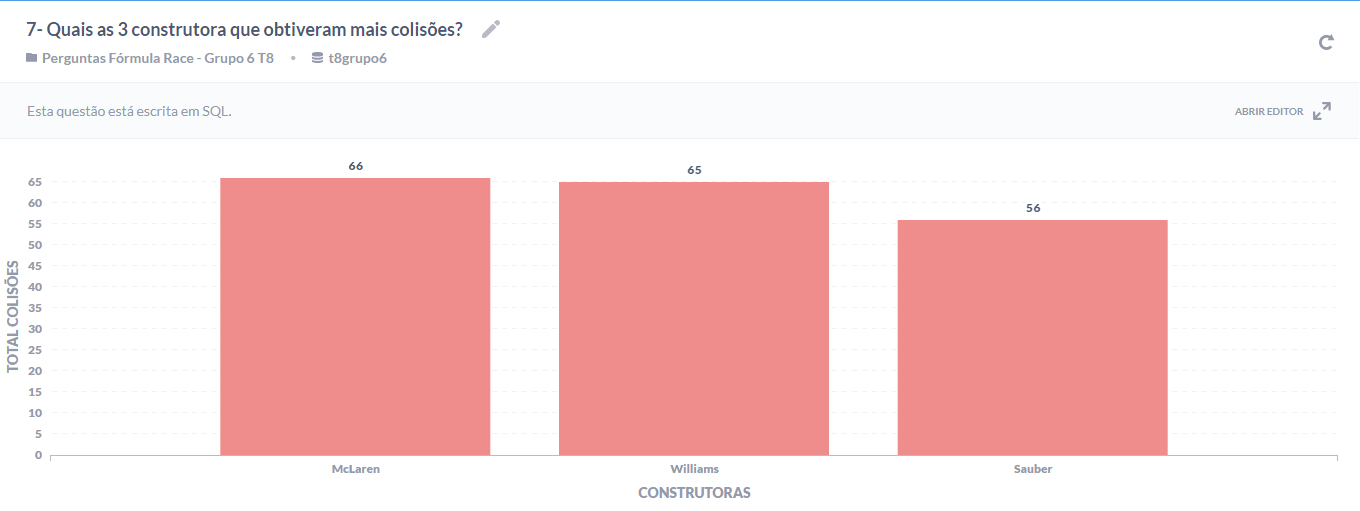 7- Quais as 3 construtora que obtiveram mais colisões?
Perguntas Fórmula Race - Grupo 6 T8 • t8grupo6
Esta questão está escrita em SQL.
ABRIR EDITOR
66
65
56
65
60
55
50
45
40
35
30
25
20
15
10
5
0
TOTAL COLISÕES
McLaren Williams Sauber
CONSTRUTORAS